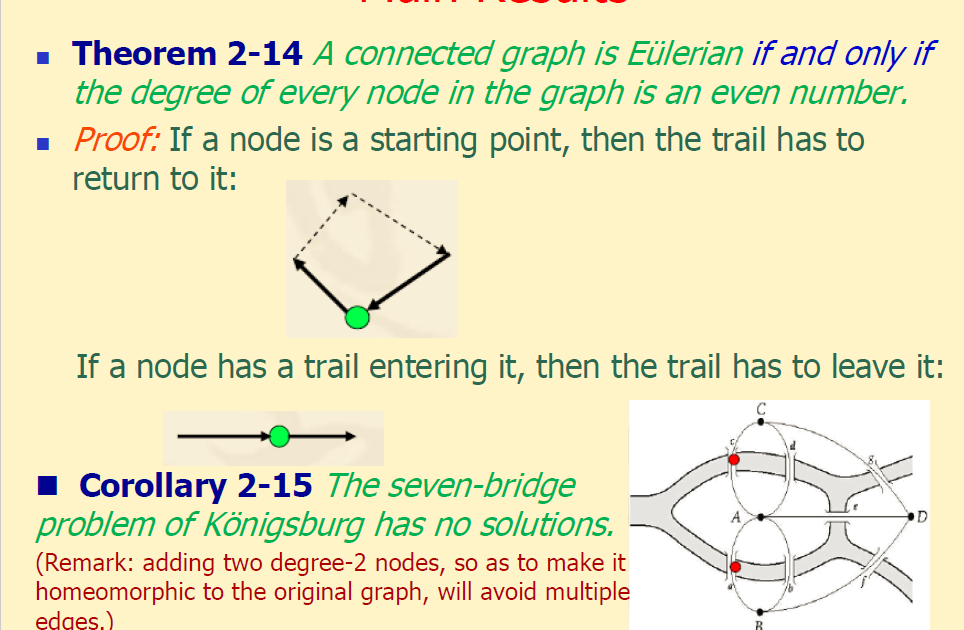 Main Results
Theorem 2-14 A connected graph is Eülerian if and only if
the degree of every node in the graph is an even number.
Proof: If a node is a starting point, then the trail has to
return to it:
If a node has a trail entering it, then the trail has to leave it:
Corollary 2-15 The seven-bridge
problem of Königsburg has no solutions.
(Remark: adding two degree-2 nodes, so as to make it
homeomorphic to the original graph, will avoid multiple
edges.)
C
c
d
g
A
e
D
a
b
f
B